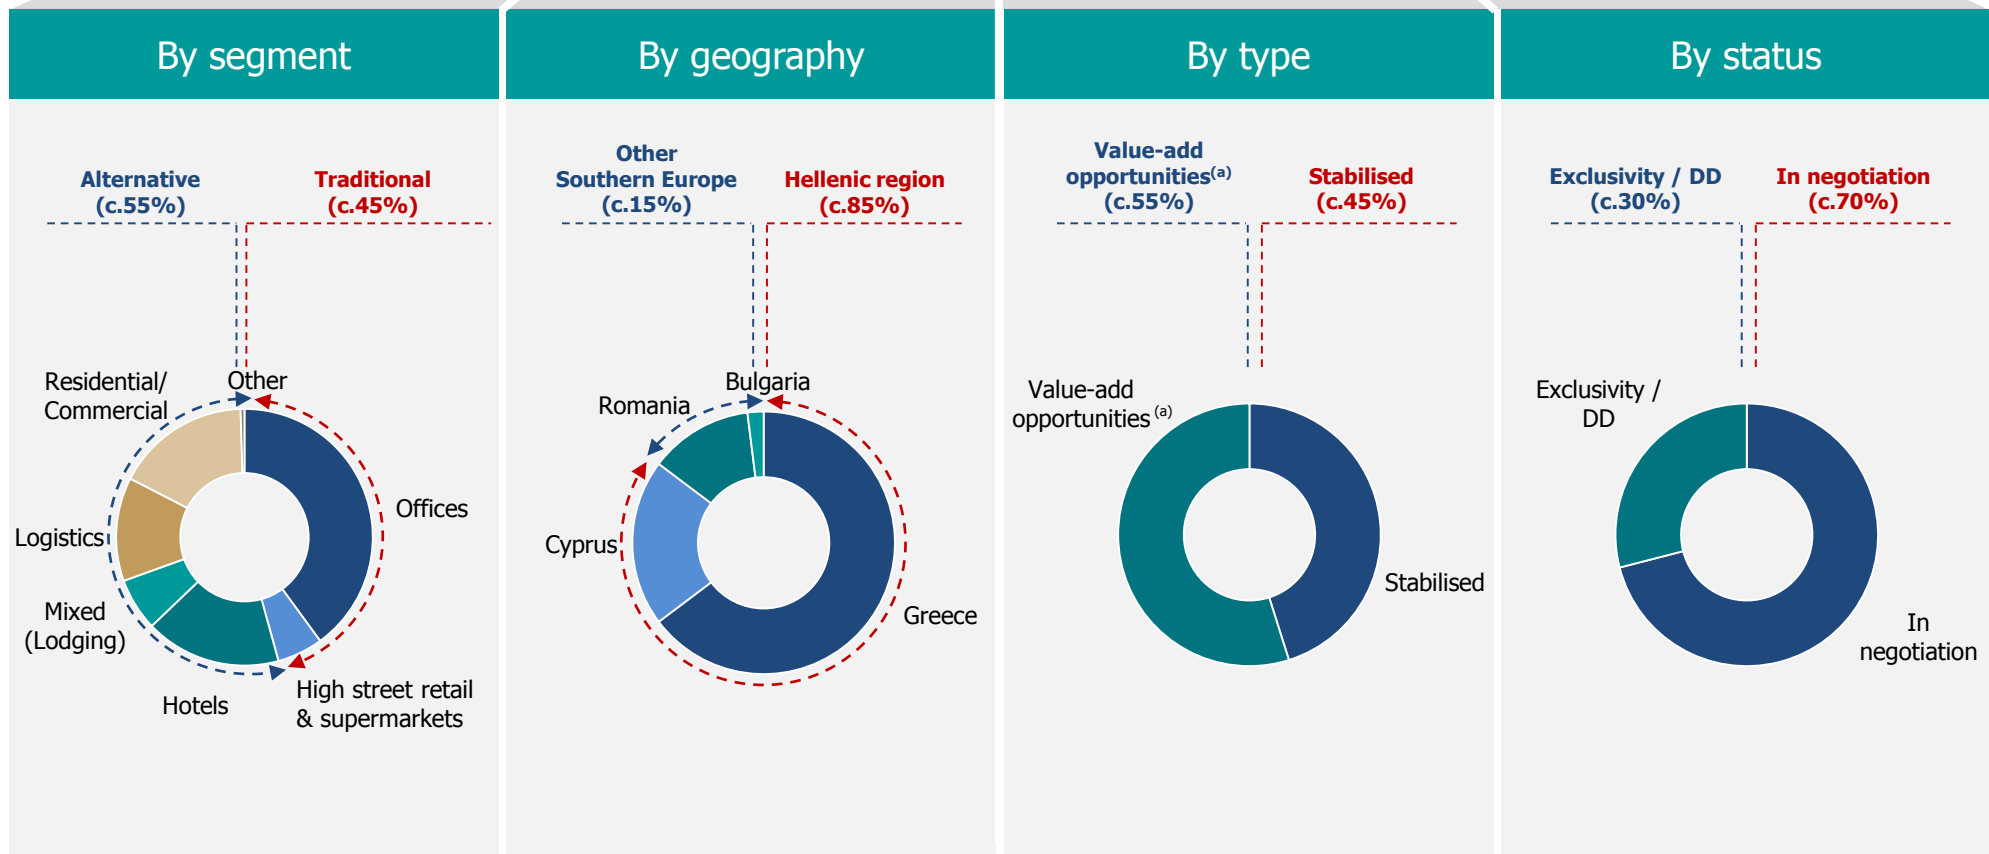 By segment
Alternative
(c.55%)
Traditional
(c.45%)
Other
Residential/
Commercial
Offices
Logistics
Mixed
(Lodging)
Hotels
High street retail
& supermarkets
By geography
Other
Southern Europe
(c.15%)
Hellenic region
(c.85%)
Bulgaria
Romania
Cyprus
Greece
By type
Value-add
opportunities(a)
(c.55%)
Stabilised
(c.45%)
Value-add
opportunities (a)
Stabilised
By status
Exclusivity / DD
(c.30%)
In negotiation
(c.70%)
Exclusivity /
DD
In
negotiation